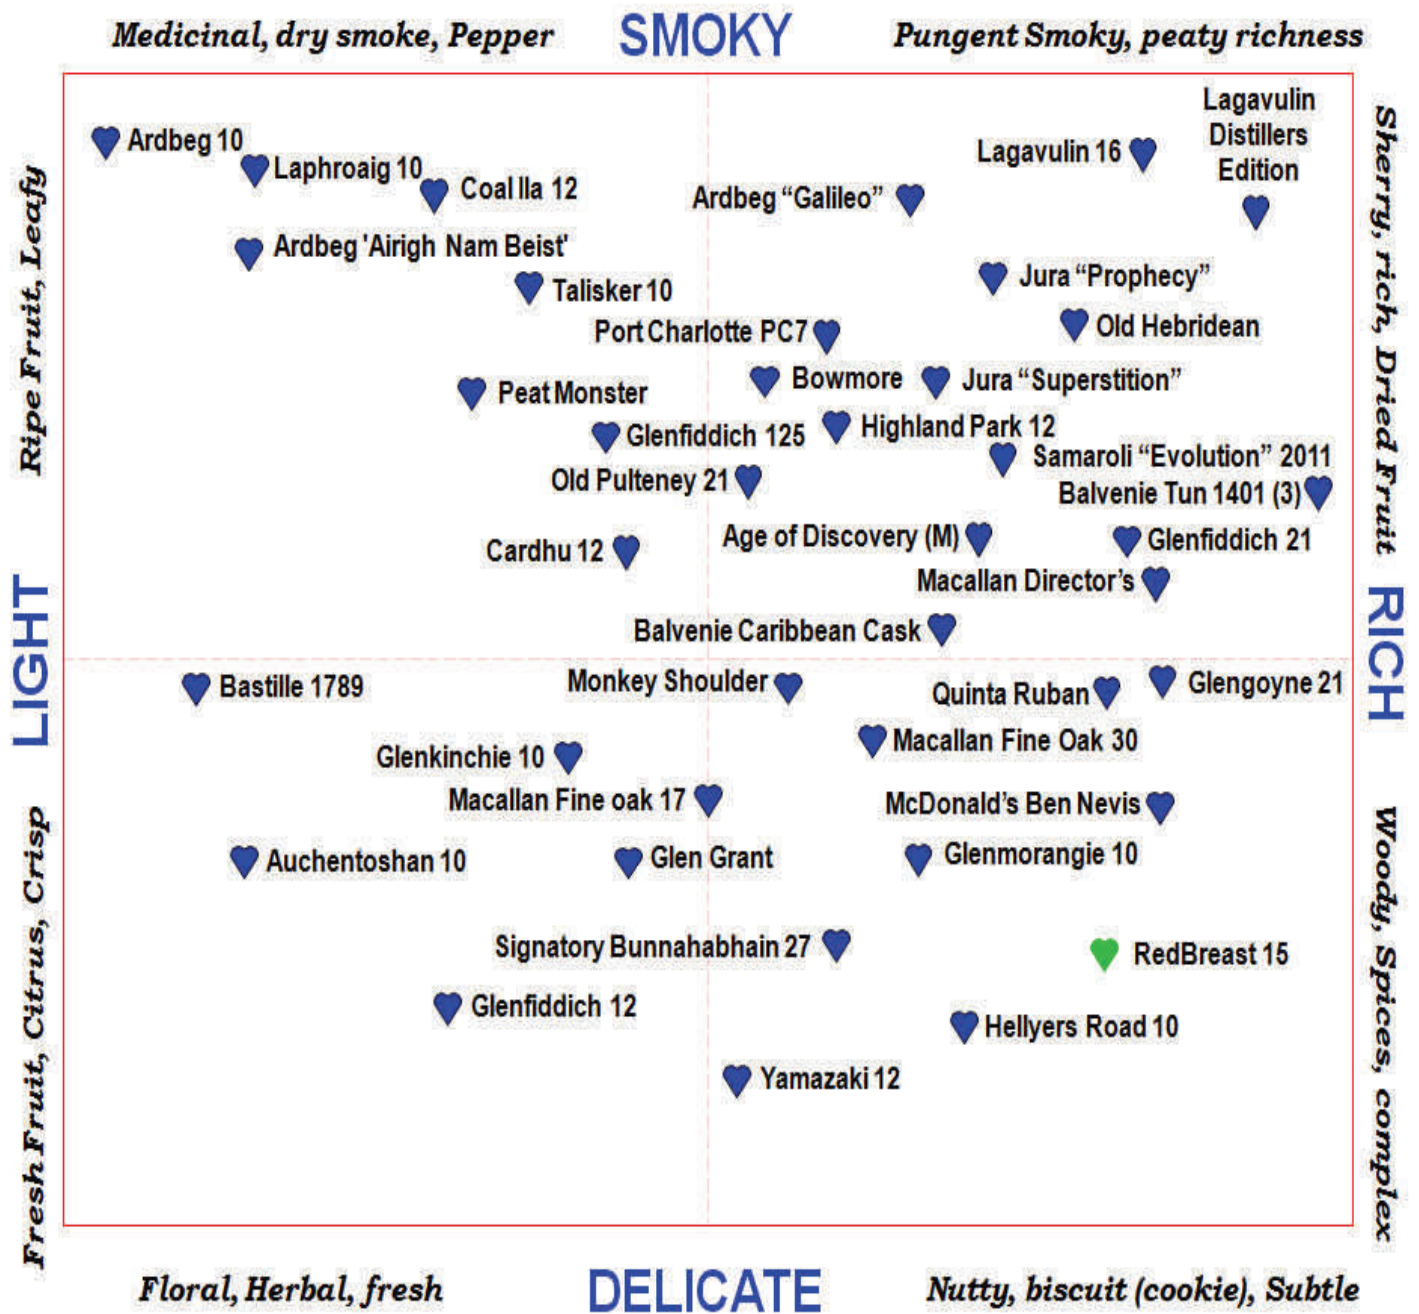 Medicinal, dry smoke, Pepper
SMOKY
Pungent Smoky, peaty richness
Ripe Fruit, Leafy
LIGHT
Fresh Fruit, Citrus, Crisp
Sherry, rich, Dried Fruit
RICH
Woody, Spices, complex
Lagavulin
Distillers
Edition
Ardbeg 10
Laphroaig 10
Coal Ila 12
Lagavulin 16
Ardbeg “Galileo”
Ardbeg 'Airigh Nam Beist'
Talisker 10
Jura “Prophecy”
Port Charlotte PC7
Old Hebridean
Peat Monster
Bowmore
Jura “Superstition”
Glenfiddich 125
Highland Park 12
Samaroli “Evolution” 2011
Old Pulteney 21
Balvenie Tun 1401 (3)
Cardhu 12
Age of Discovery (M)
Glenfiddich 21
Macallan Director’s
Balvenie Caribbean Cask
Bastille 1789
Monkey Shoulder
Quinta Ruban
Glengoyne 21
Glenkinchie 10
Macallan Fine Oak 30
Macallan Fine oak 17
McDonald’s Ben Nevis
Auchentoshan 10
Glen Grant
Glenmorangie 10
Signatory Bunnahabhain 27
RedBreast 15
Glenfiddich 12
Hellyers Road 10
Yamazaki 12
Floral, Herbal, fresh
DELICATE
Nutty, biscuit (cookie), Subtle